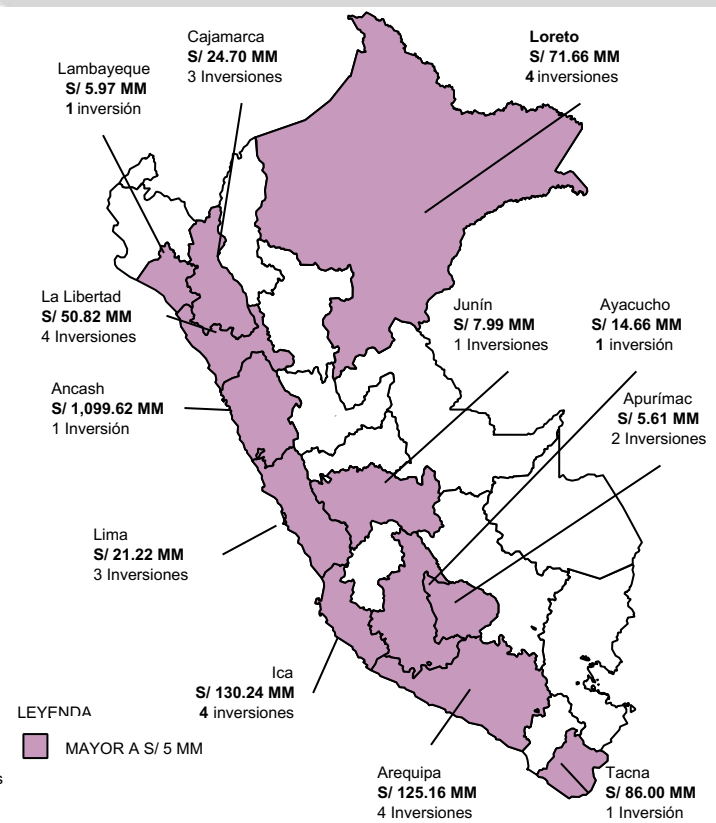 Cajamarca
S/ 24.70 MM
3 Inversiones
Loreto
S/ 71.66 MM
4 inversiones
Lambayeque
S/ 5.97 MM
1 inversión
La Libertad
S/ 50.82 MM
4 Inversiones
Junín
S/ 7.99 MM
1 Inversiones
Ayacucho
S/ 14.66 MM
1 inversión
Ancash
S/ 1,099.62 MM
1 Inversión
Apurímac
S/ 5.61 MM
2 Inversiones
Lima
S/ 21.22 MM
3 Inversiones
Ica
S/ 130.24 MM
4 inversiones
LEYENDA
MAYOR A S/ 5 MM
s
Arequipa
S/ 125.16 MM
4 Inversiones
Tacna
S/ 86.00 MM
1 Inversión